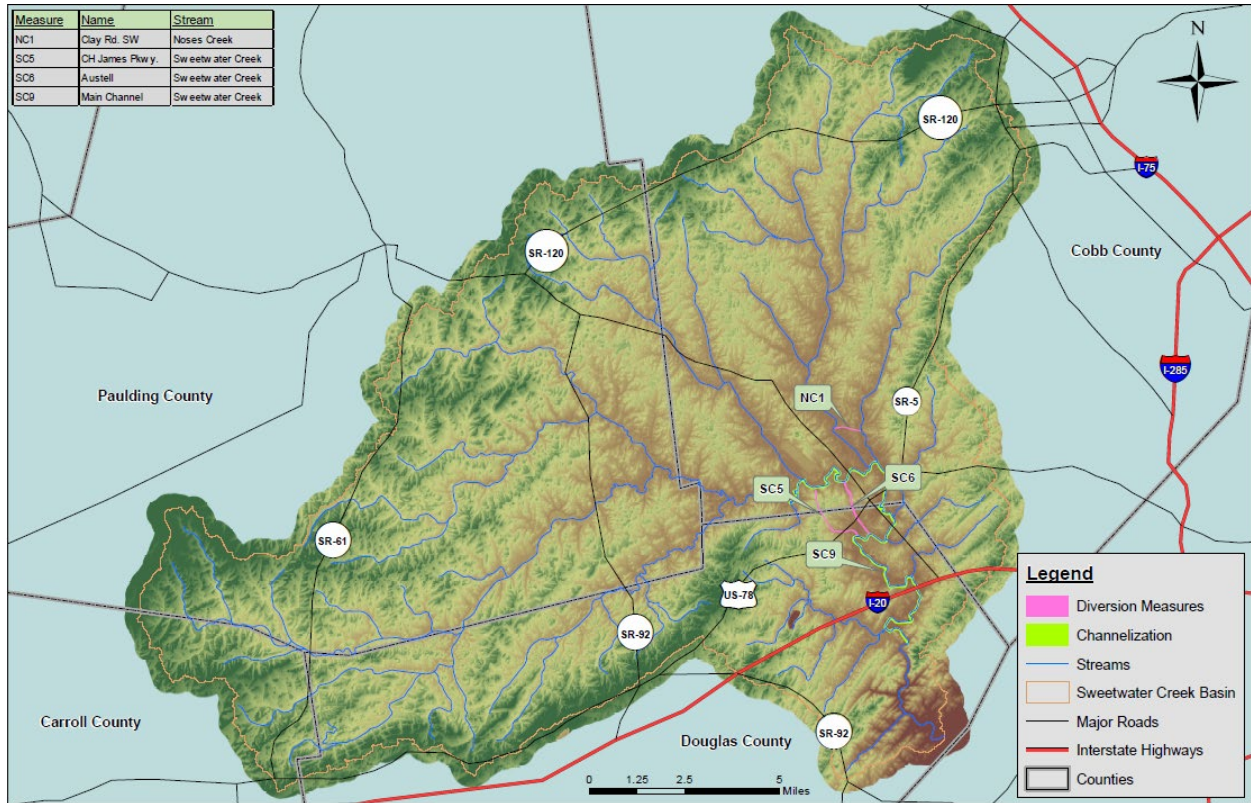 Measure Name Stream
NC1 Clay Rd. SW Noses Creek
SC5 CH James Pkwy. Sweetwater Creek
SC6 Austell Sweetwater Creek
SC9 Main Channel Sweetwater Creek
N
SR-120
I-75
SR-120
Cobb County
I-285
Paulding County
NC1
SR-5
SC6
SC5
SR-61
SC9
US-78
I-20
SR-92
Carroll County
Douglas County
SR-92
0 1.25 2.5 5
Miles
Legend
Diversion Measures
Channelization
Streams
Sweetwater Creek Basin
Major Roads
Interstate Highways
Counties